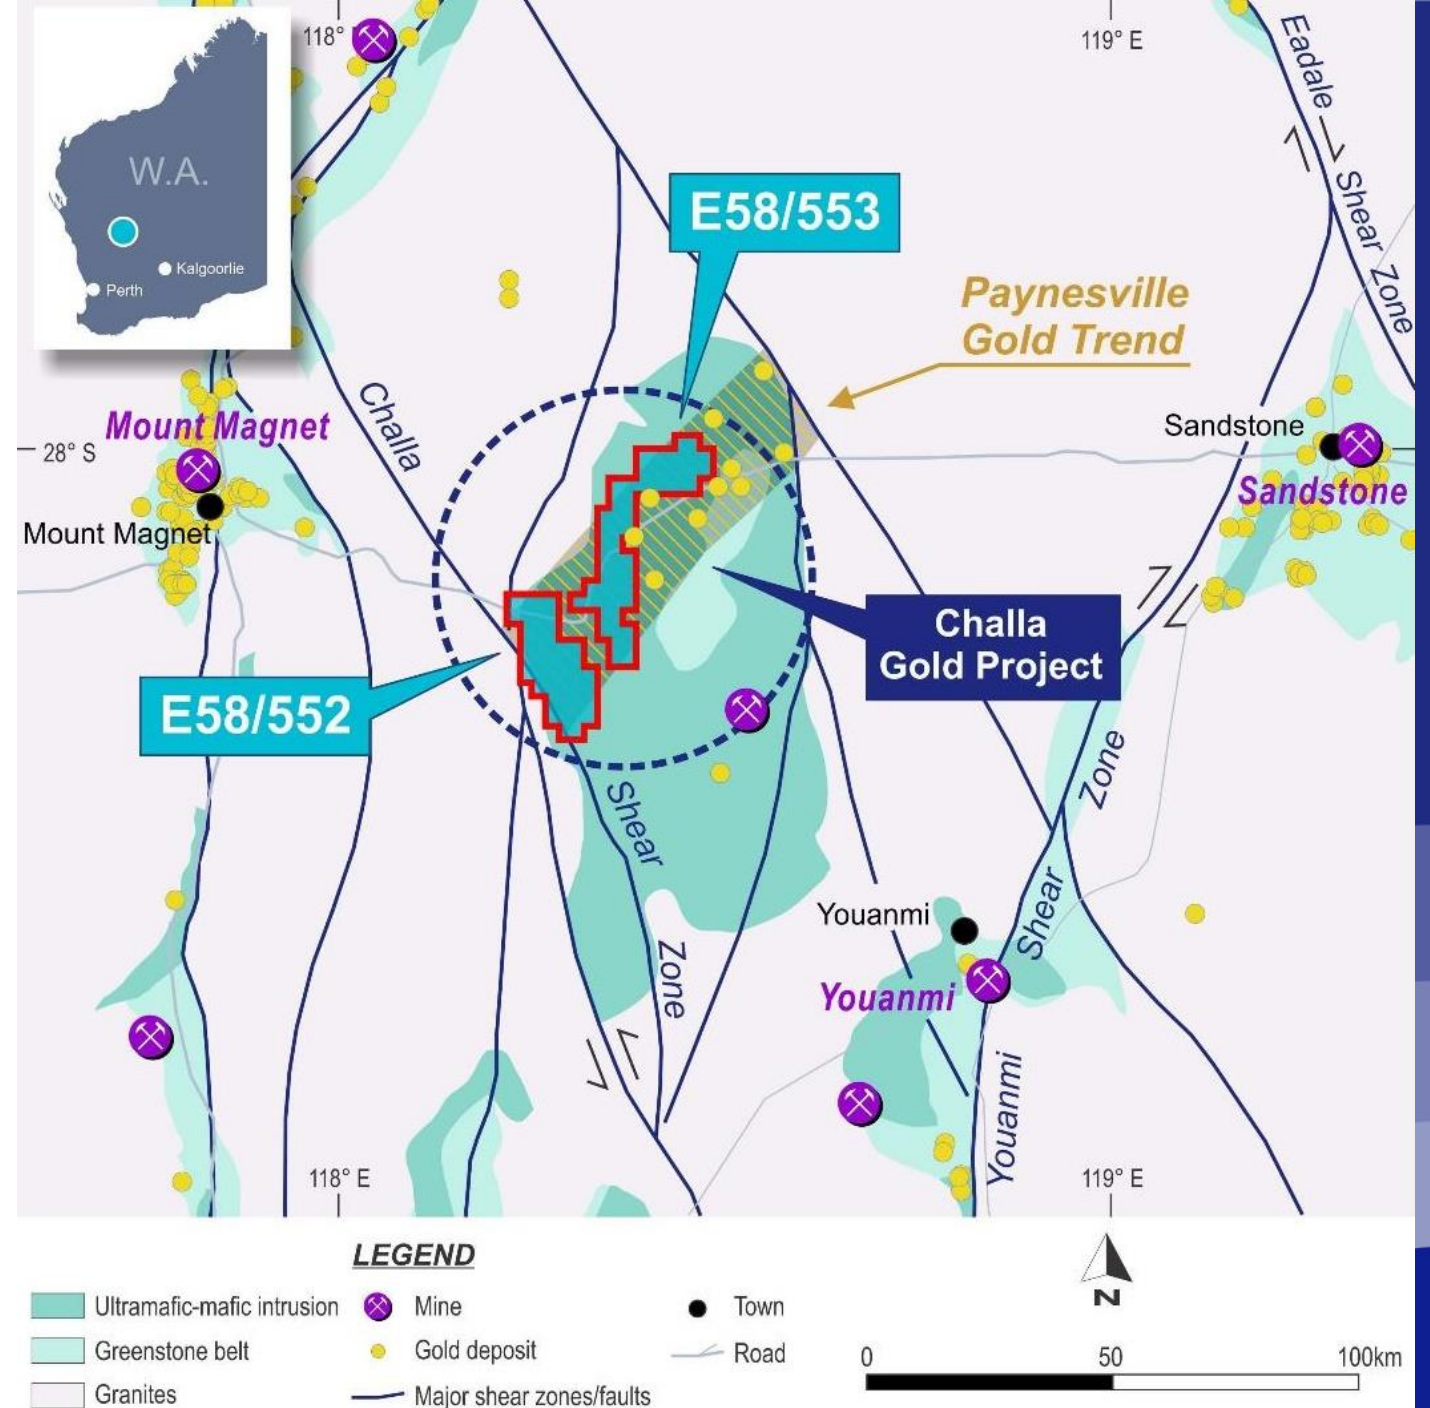 118°
119° E
Eadale
Shear
Zone
W.A.
Kalgoorlie
Perth
E58/553
Paynesville
Gold Trend
Challa
Mount Magnet
28° S
Mount Magnet
Sandstone
Sandstone
Challa
Gold Project
E58/552
Shear
Zone
Zone
Shear
Youanmi
Youanmi
Youanmi
118° E
119° E
LEGEND
Ultramafic-mafic intrusion
Mine
Town
Greenstone belt
Gold deposit
Road
Granites
Major shear zones/faults
N
0
50
100km